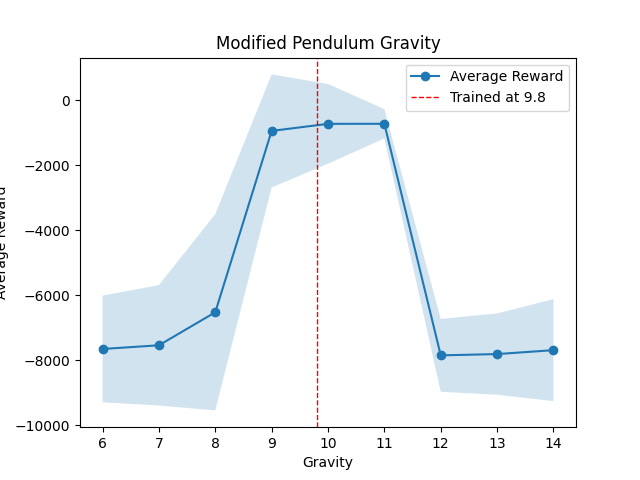 Modified Pendulum Gravity
Average Reward
Trained at 9.8
0
−2000
−4000
−6000
−8000
−10000
Average Reward
6 7 8 9 10 11 12 13 14
Gravity